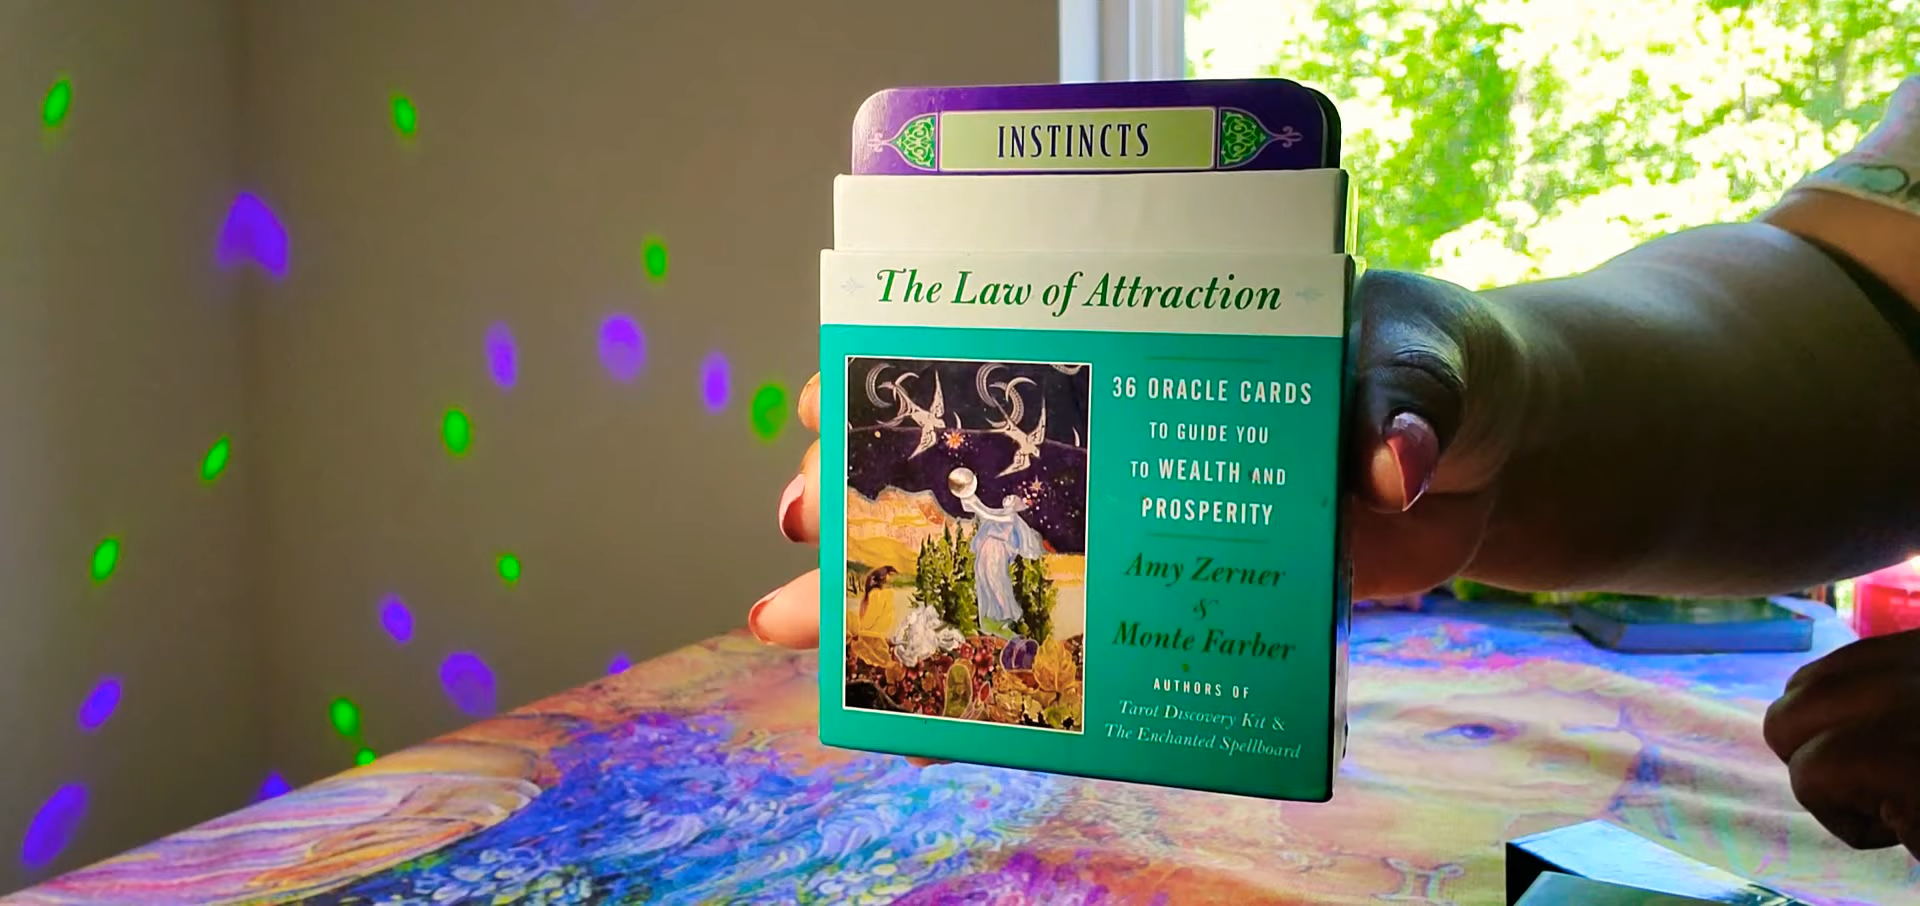 INSTINCTS
The Law of Attraction
36 ORACLE CARDS
TO GUIDE YOU
TO WEALTH AND
PROSPERITY
Amy Zerner
&
Monte Farber
AUTHORS OF
Tarot Discovery Kit &
The Enchanted Spellboard